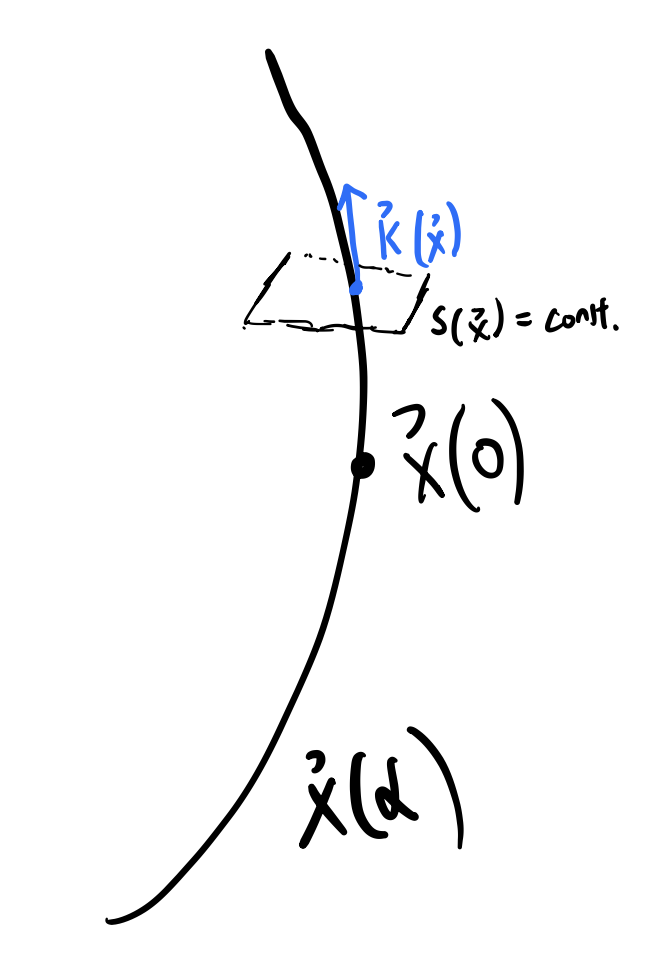 k⃗(x⃗)
S(x⃗) = const.
x⃗(0)
x⃗(α)